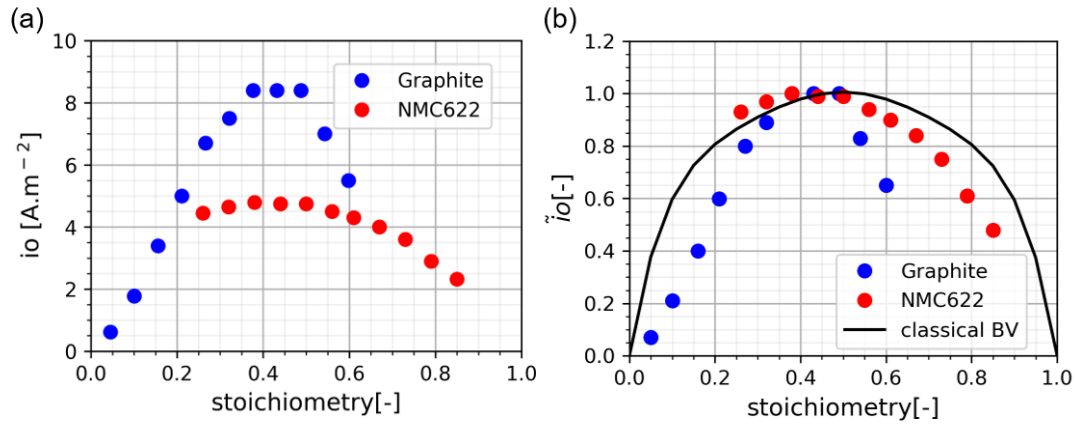 (a)
10
8
6
4
2
0
io [A.m⁻²]
Graphite
NMC622
0.0 0.2 0.4 0.6 0.8 1.0
stoichiometry[-]
(b)
1.2
1.0
0.8
0.6
0.4
0.2
0.0
ĩo[-]
Graphite
NMC622
classical BV
0.0 0.2 0.4 0.6 0.8 1.0
stoichiometry[-]